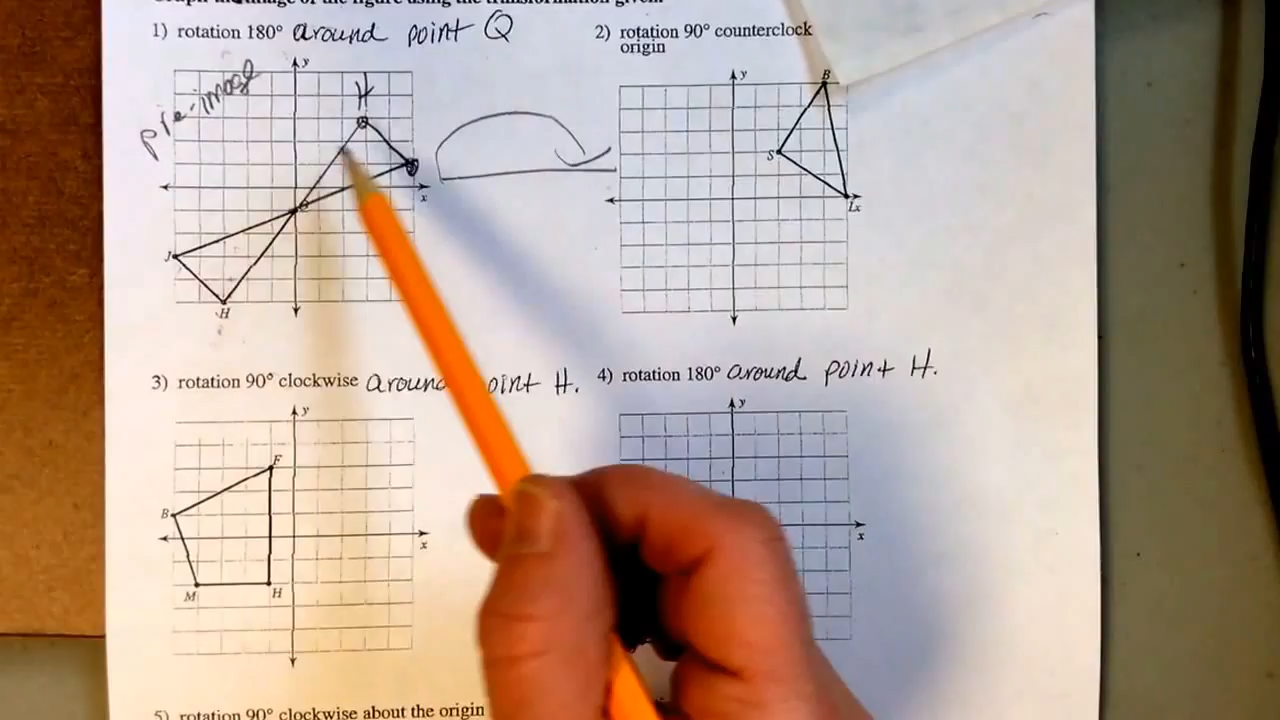 1) rotation 180° around point Q
2) rotation 90° counterclock
origin
y
pre-image
H
x
J
H
y
B
S
L x
3) rotation 90° clockwise around point H.
4) rotation 180° around point H.
y
F
B
x
M
H
y
x
5) rotation 90° clockwise about the origin